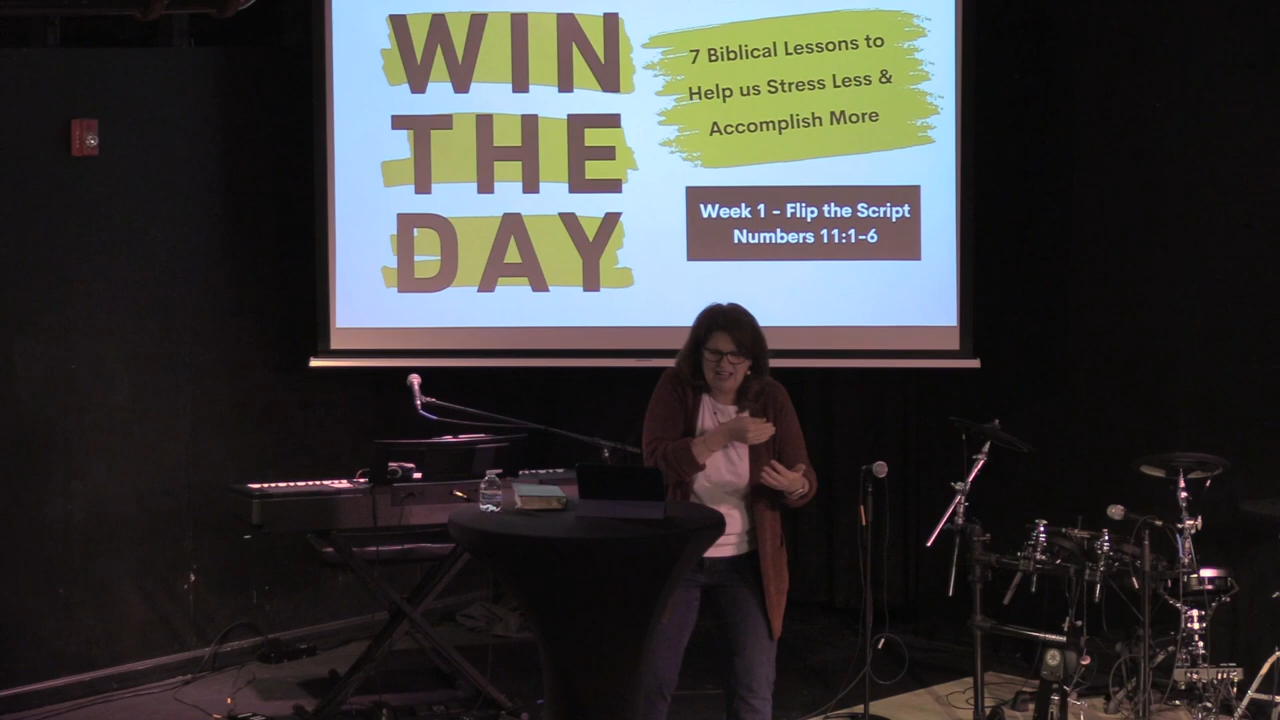 WIN
THE
DAY
7 Biblical Lessons to
Help us Stress Less &
Accomplish More
Week 1 - Flip the Script
Numbers 11:1-6